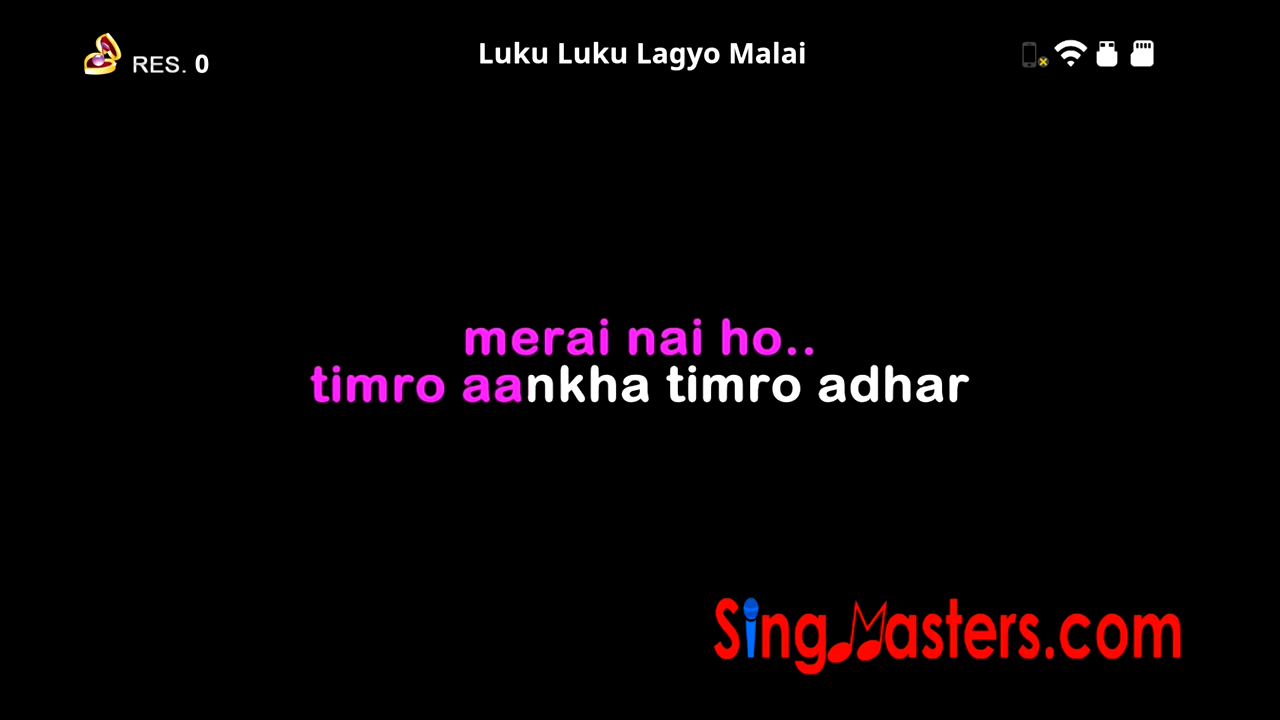 RES. 0
Luku Luku Lagyo Malai
merai nai ho..
timro aankha timro adhar
SingMasters.com